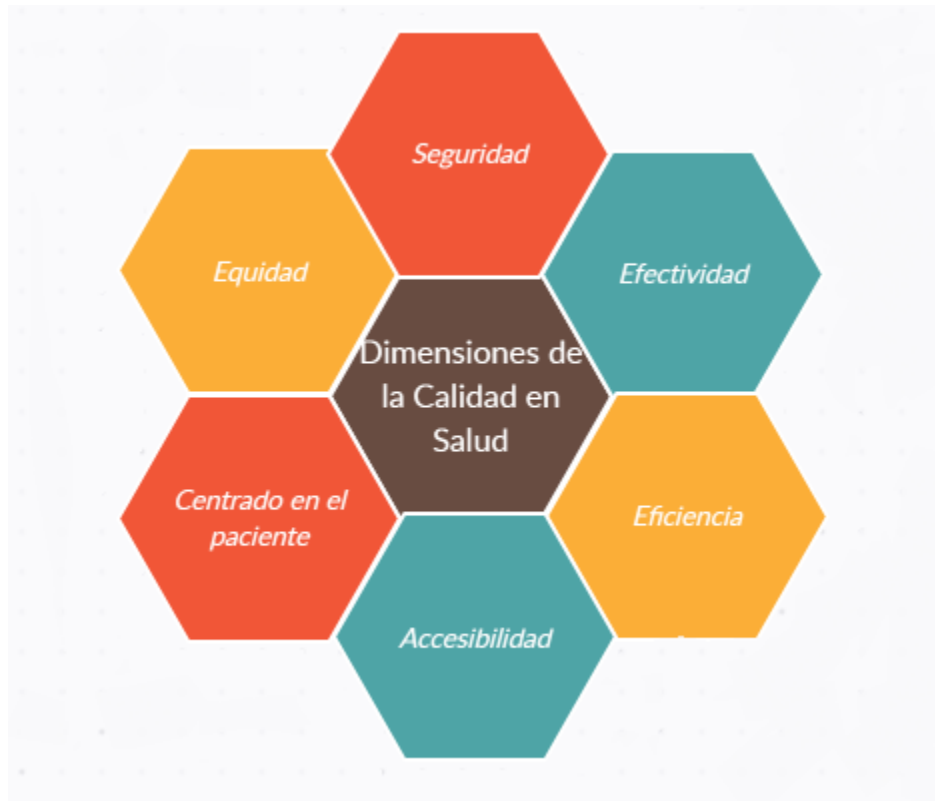 Seguridad
Equidad
Efectividad
Dimensiones de
la Calidad en
Salud
Centrado en el
paciente
Eficiencia
Accesibilidad